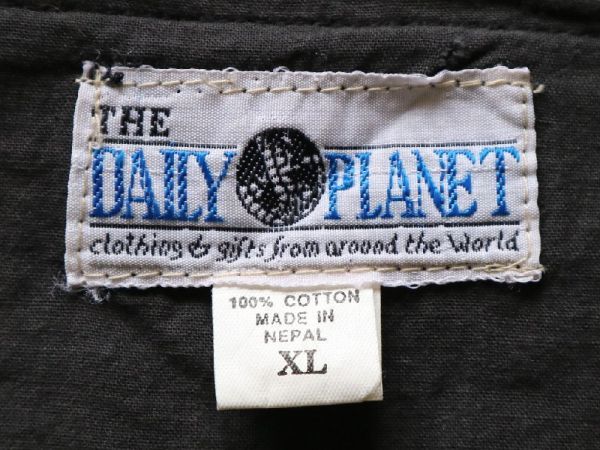 THE
DAILY PLANET
clothing & gifts from around the World
100% COTTON
MADE IN
NEPAL
XL